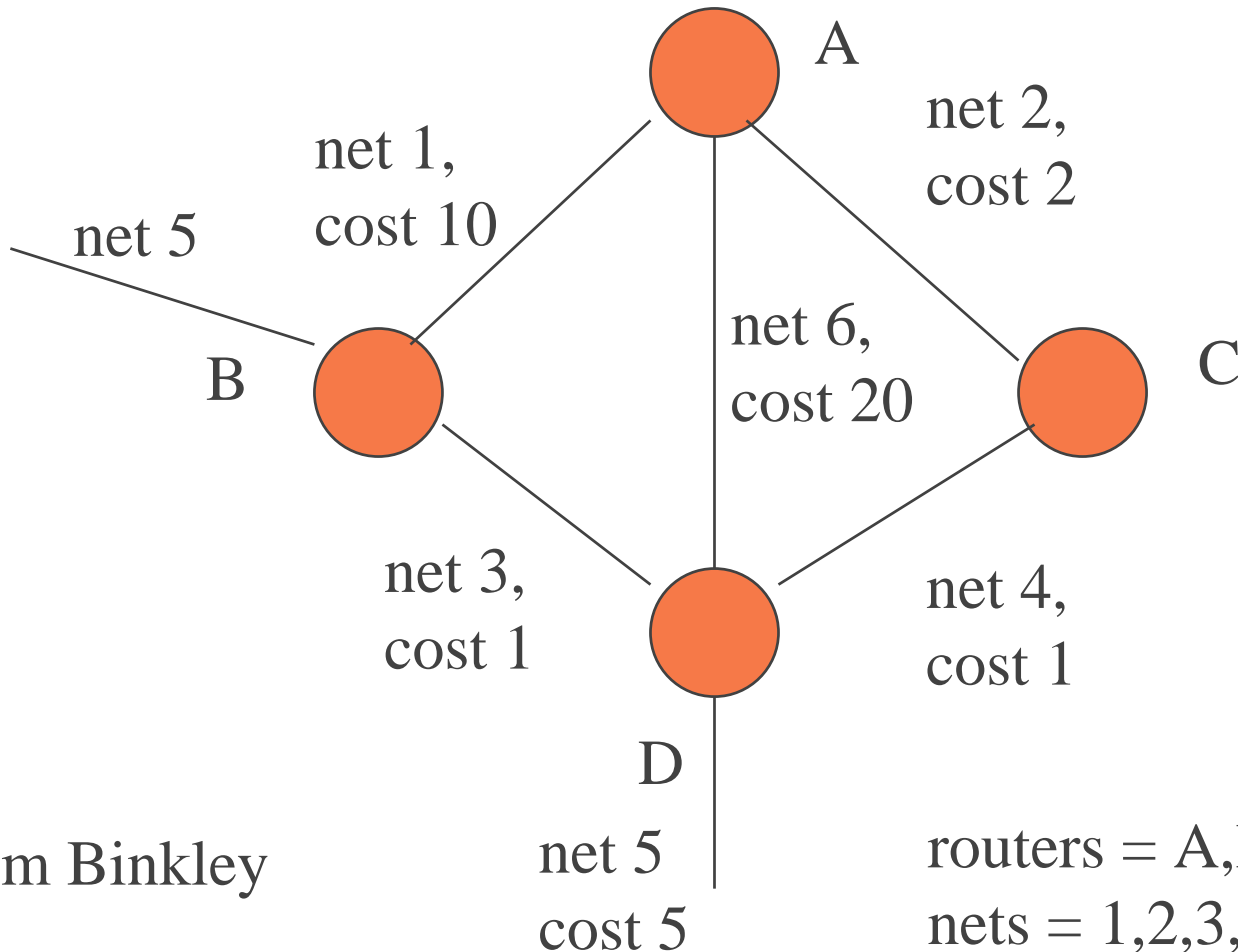 A
net 2,
cost 2
net 1,
cost 10
net 5
B
net 6,
cost 20
C
net 3,
cost 1
net 4,
cost 1
D
net 5
cost 5
m Binkley
routers = A,
nets = 1,2,3,